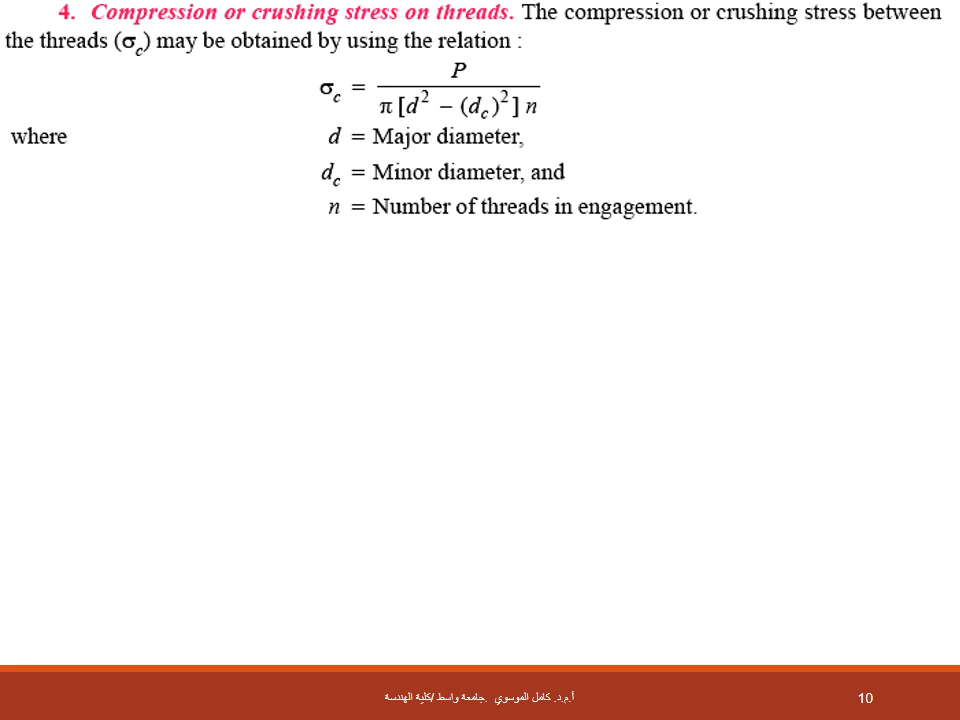 4. Compression or crushing stress on threads. The compression or crushing stress between
the threads (σc) may be obtained by using the relation :
σc = P / π [d² – (dc)²] n
where d = Major diameter,
dc = Minor diameter, and
n = Number of threads in engagement.
أ.م.د. كامل الموسوي .جامعة واسط/كلية الهندسة
10